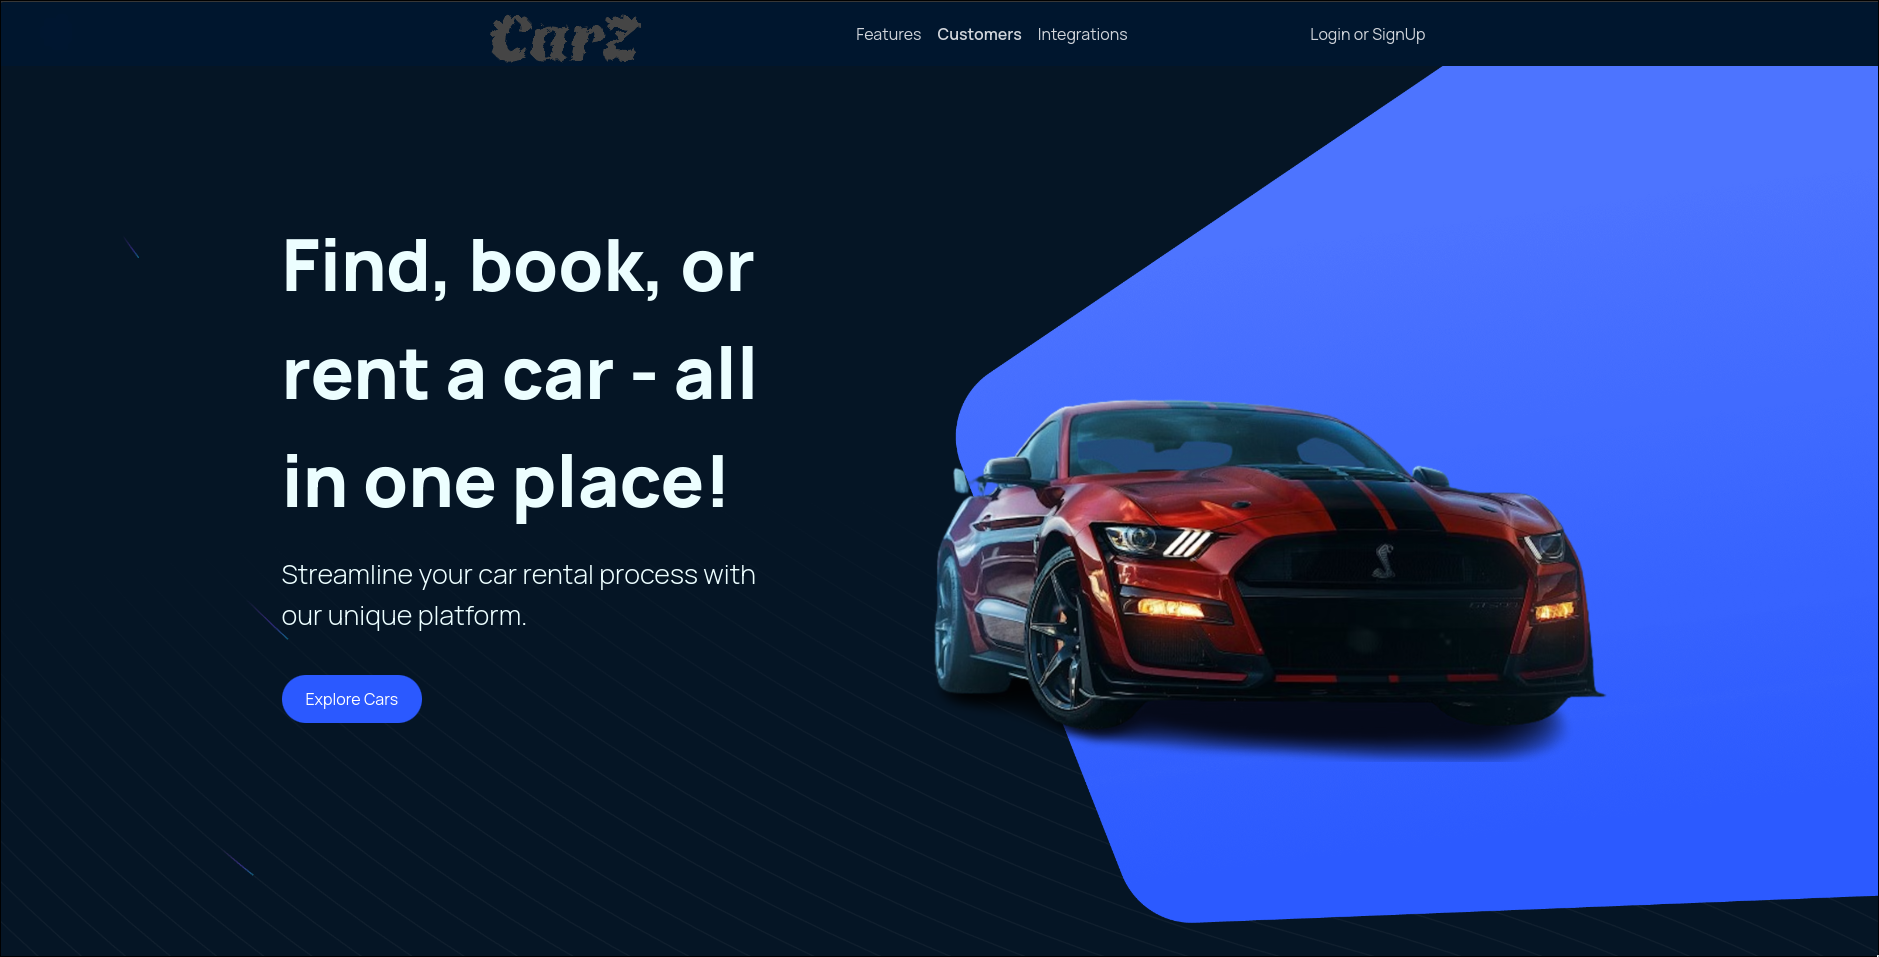 CarZ
Features Customers Integrations
Login or SignUp
Find, book, or
rent a car - all
in one place!
Streamline your car rental process with
our unique platform.
Explore Cars